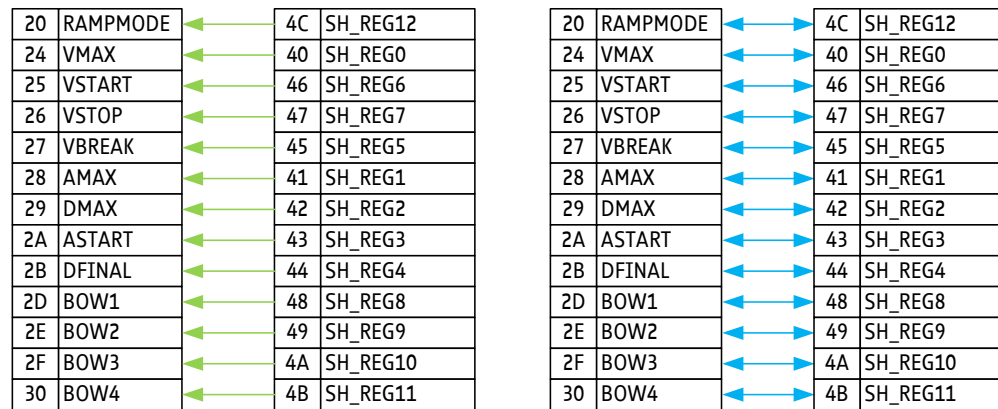 20 RAMPMODE 4C SH_REG12 20 RAMPMODE 4C SH_REG12
24 VMAX 40 SH_REG0 24 VMAX 40 SH_REG0
25 VSTART 46 SH_REG6 25 VSTART 46 SH_REG6
26 VSTOP 47 SH_REG7 26 VSTOP 47 SH_REG7
27 VBREAK 45 SH_REG5 27 VBREAK 45 SH_REG5
28 AMAX 41 SH_REG1 28 AMAX 41 SH_REG1
29 DMAX 42 SH_REG2 29 DMAX 42 SH_REG2
2A ASTART 43 SH_REG3 2A ASTART 43 SH_REG3
2B DFINAL 44 SH_REG4 2B DFINAL 44 SH_REG4
2D BOW1 48 SH_REG8 2D BOW1 48 SH_REG8
2E BOW2 49 SH_REG9 2E BOW2 49 SH_REG9
2F BOW3 4A SH_REG10 2F BOW3 4A SH_REG10
30 BOW4 4B SH_REG11 30 BOW4 4B SH_REG11